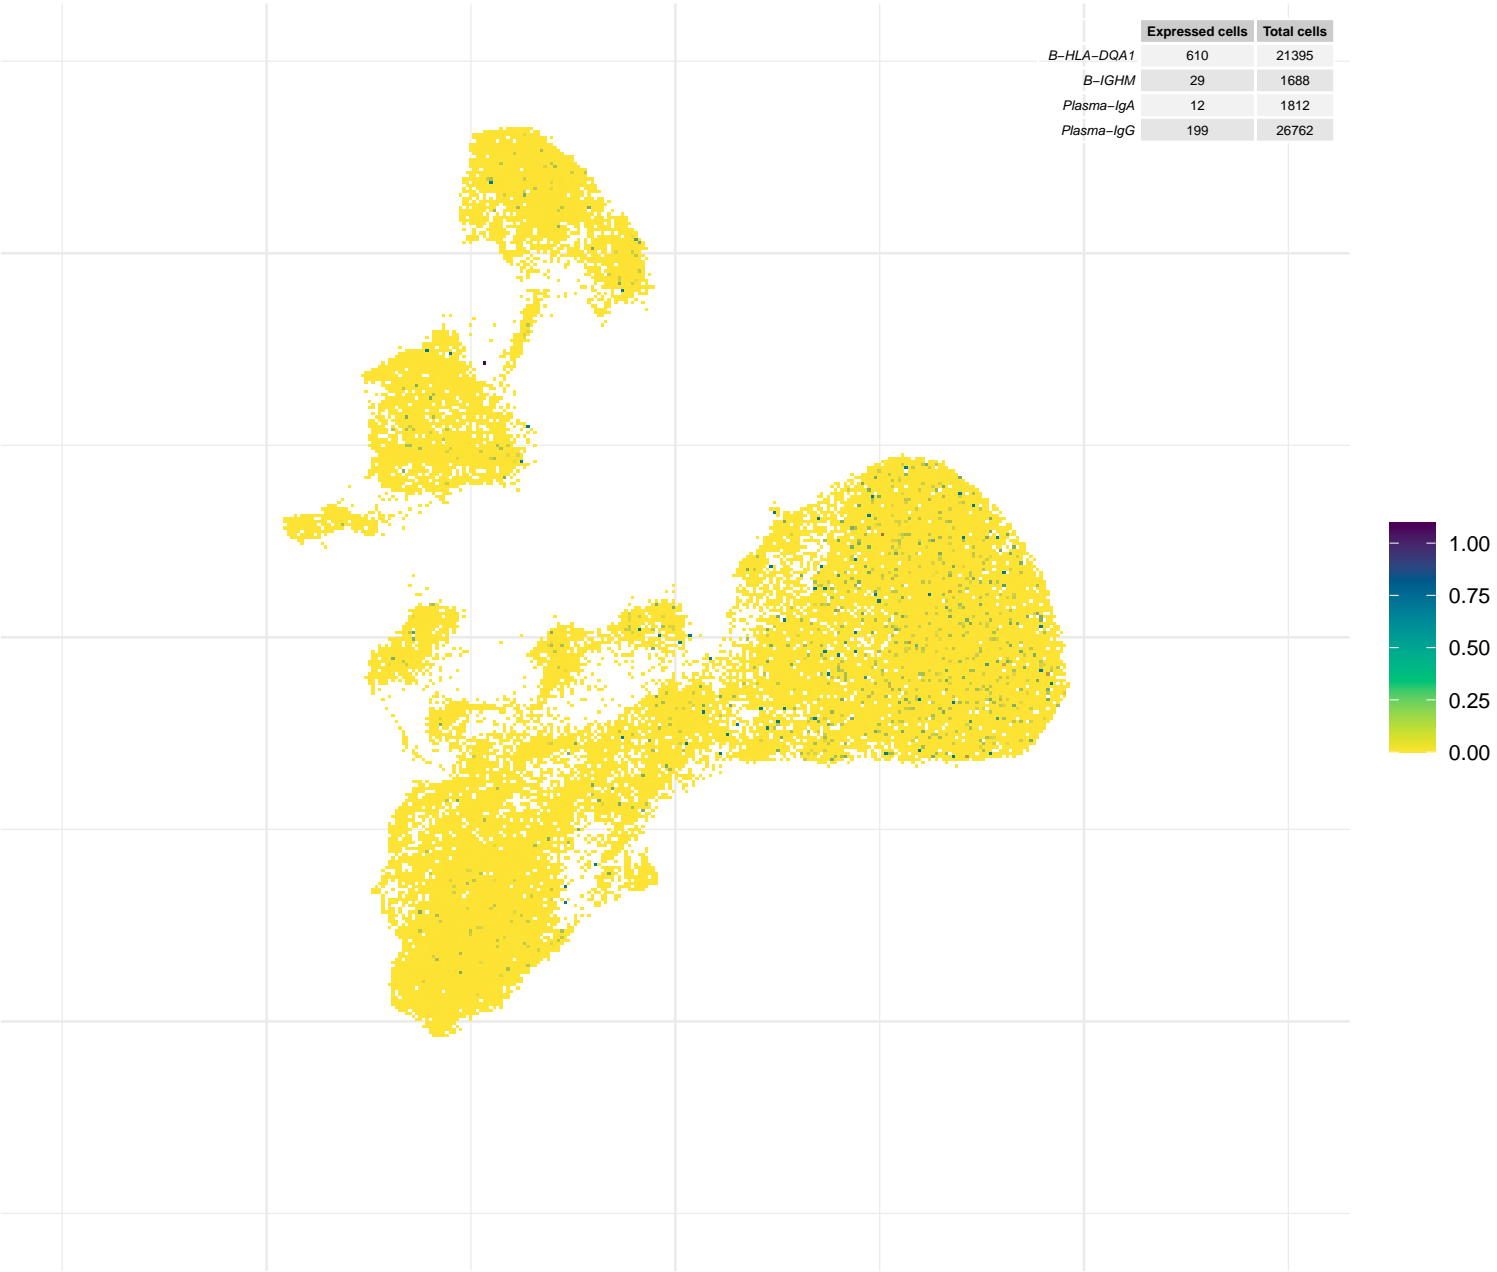 Expressed cells Total cells
B−HLA−DQA1 610 21395
B−IGHM 29 1688
Plasma−IgA 12 1812
Plasma−IgG 199 26762
1.00
0.75
0.50
0.25
0.00